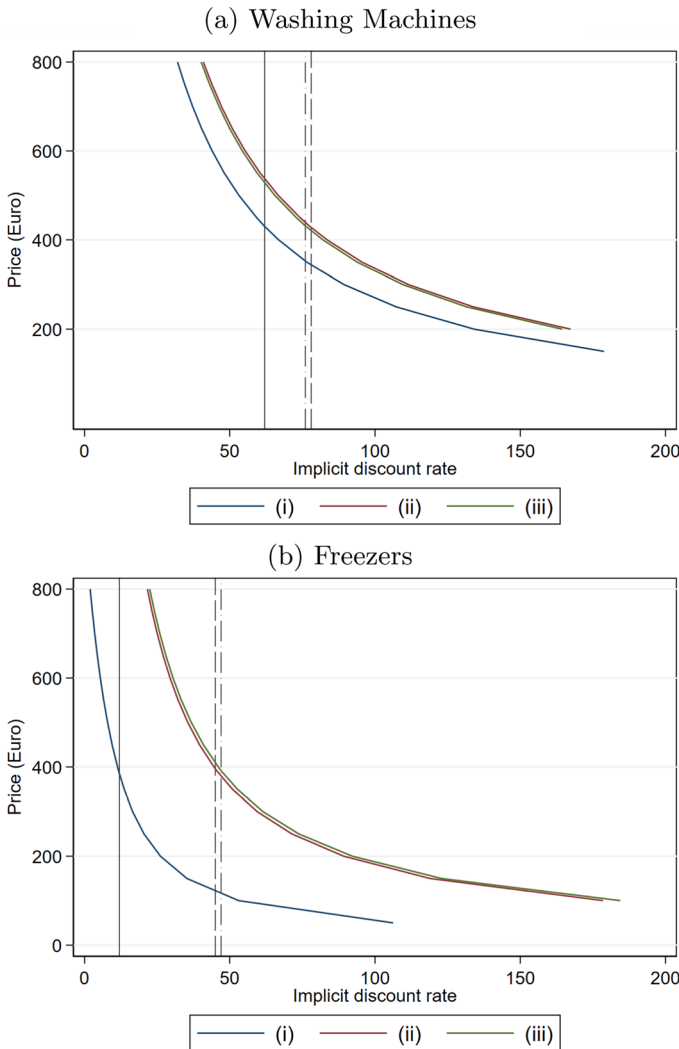 (a) Washing Machines
800
600
400
200
Price (Euro)
0 50 100 150 200
Implicit discount rate
(i) (ii) (iii)
(b) Freezers
800
600
400
200
0
Price (Euro)
0 50 100 150 200
Implicit discount rate
(i) (ii) (iii)